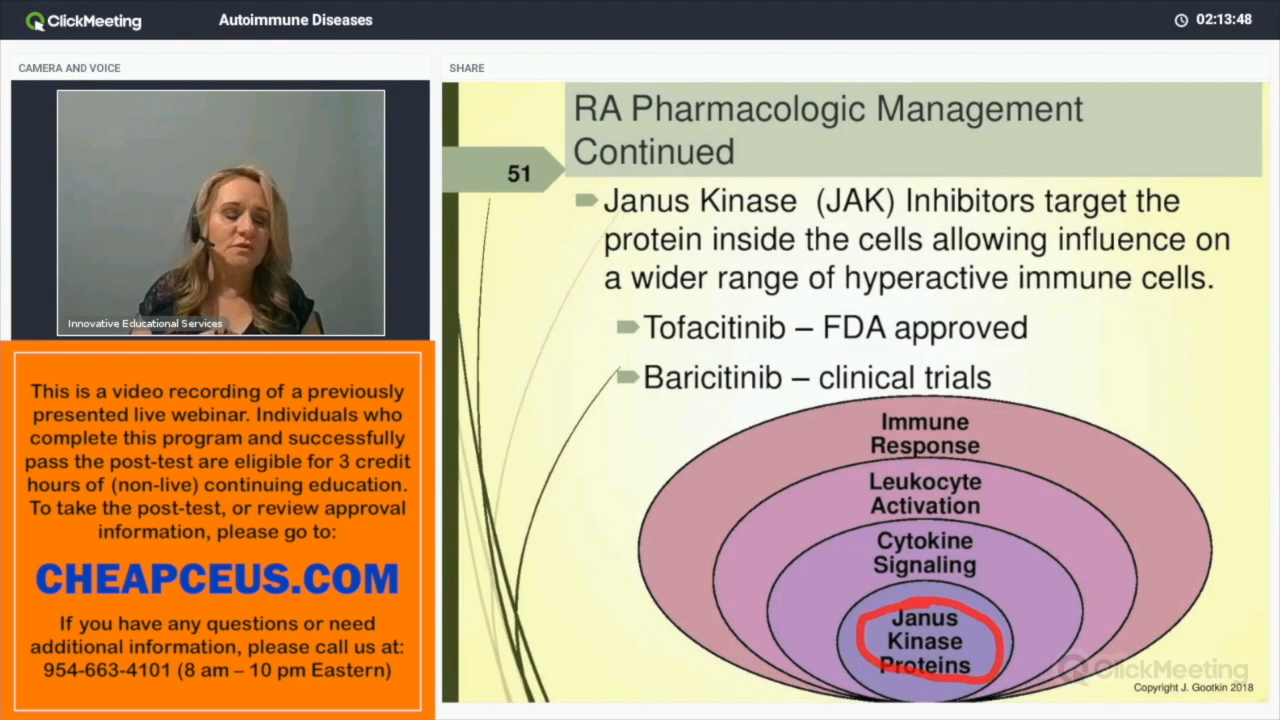 ClickMeeting
Autoimmune Diseases
02:13:48
CAMERA AND VOICE
SHARE
Innovative Educational Services
This is a video recording of a previously
presented live webinar. Individuals who
complete this program and successfully
pass the post-test are eligible for 3 credit
hours of (non-live) continuing education.
To take the post-test, or review approval
information, please go to:
CHEAPCEUS.COM
If you have any questions or need
additional information, please call us at:
954-663-4101 (8 am – 10 pm Eastern)
RA Pharmacologic Management
Continued
51
Janus Kinase (JAK) Inhibitors target the
protein inside the cells allowing influence on
a wider range of hyperactive immune cells.
Tofacitinib – FDA approved
Baricitinib – clinical trials
Immune
Response
Leukocyte
Activation
Cytokine
Signaling
Janus
Kinase
Proteins
ClickMeeting
Copyright J. Gootkin 2018